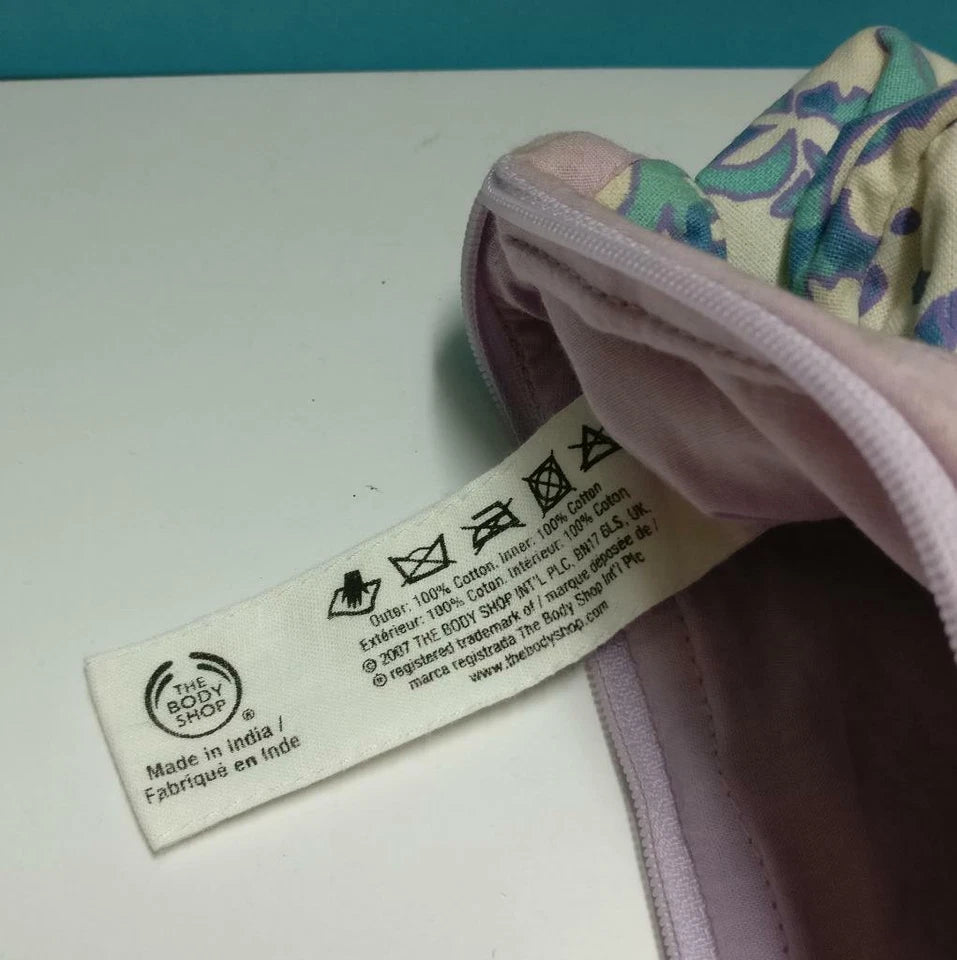 THE
BODY
SHOP
®
Made in India /
Fabriqué en Inde
Outer: 100% Cotton. Inner: 100% Cotton
Extérieur: 100% Coton. Intérieur: 100% Coton
© 2007 THE BODY SHOP INT'L PLC, BN17 6LS, UK.
® registered trademark of / marque déposée de /
marca registrada The Body Shop Int'l Plc
www.thebodyshop.com